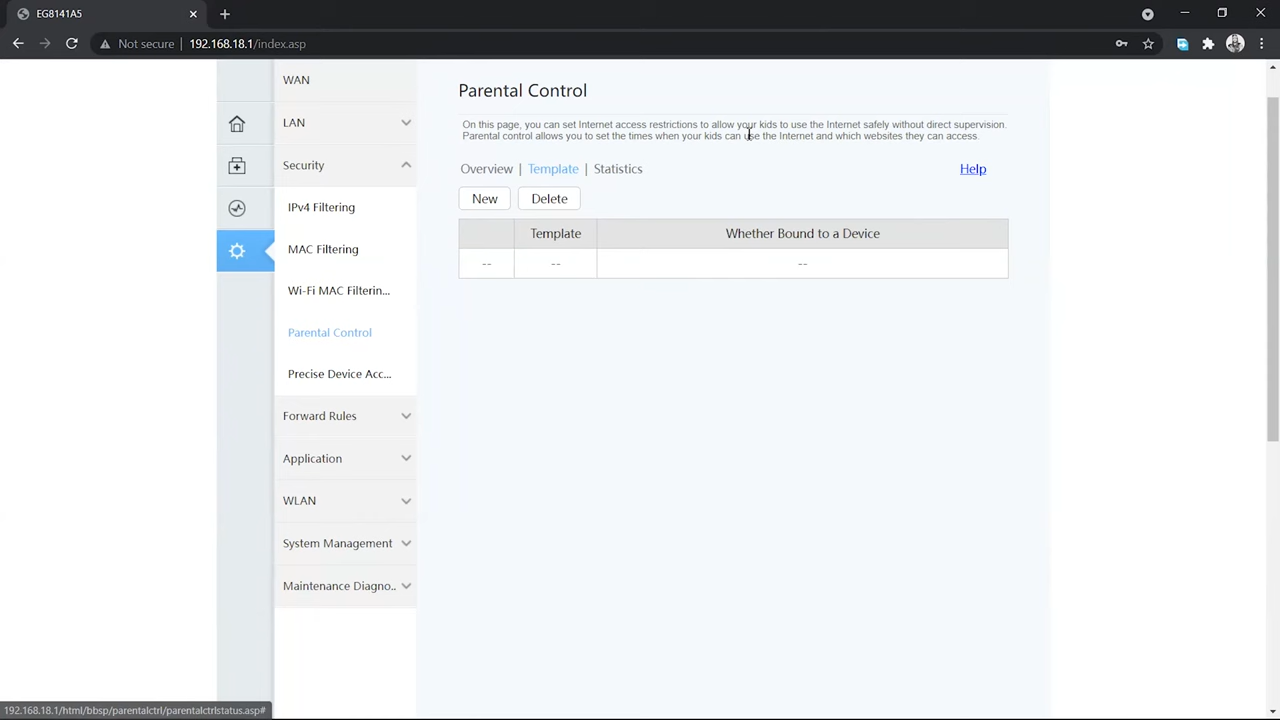 EG8141A5
Not secure
192.168.18.1/index.asp
WAN
LAN
Security
IPv4 Filtering
MAC Filtering
Wi-Fi MAC Filterin...
Parental Control
Precise Device Acc...
Forward Rules
Application
WLAN
System Management
Maintenance Diagno..
Parental Control
On this page, you can set Internet access restrictions to allow your kids to use the Internet safely without direct supervision.
Parental control allows you to set the times when your kids can use the Internet and which websites they can access.
Overview | Template | Statistics
Help
New
Delete
Template
Whether Bound to a Device
-- -- --
192.168.18.1/html/bbsp/parentalctrl/parentalctrlstatus.asp#